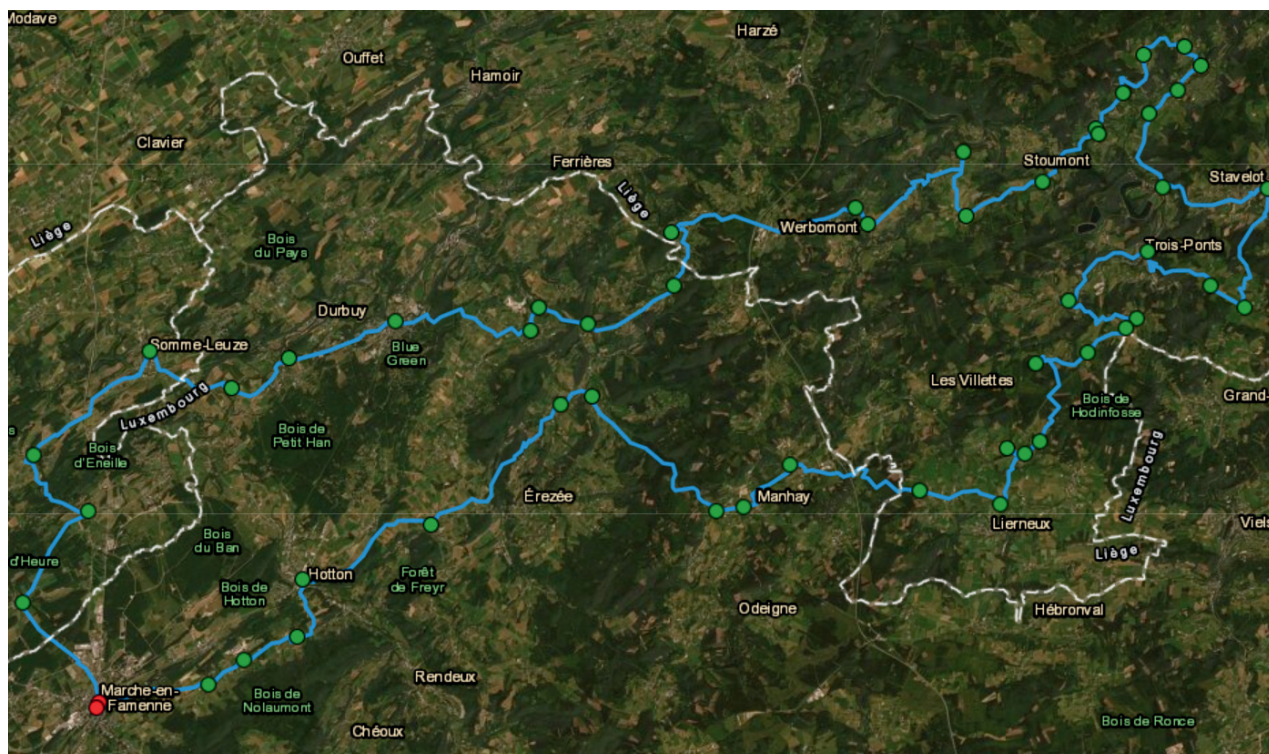 Modave
Harzé
Ouffet
Hamoir
Clavier
Ferrières
Stoumont
Stavelot
Liège
Liège
Werbomont
Bois
du Pays
Trois-Ponts
Durbuy
Somme-Leuze
Blue
Green
Les Villettes
Luxembourg
Bois de
Hodinfosse
Grand-
Bois de
Petit Han
Bois
d'Eneille
Luxembourg
Érezée
Manhay
Lierneux
Viels
Bois
du Ban
d'Heure
Liège
Hotton
Forêt
de Freyr
Bois de
Hotton
Odeigne
Hébronval
Rendeux
Marche-en-
Famenne
Bois de
Nolaumont
Chéoux
Bois de Ronce